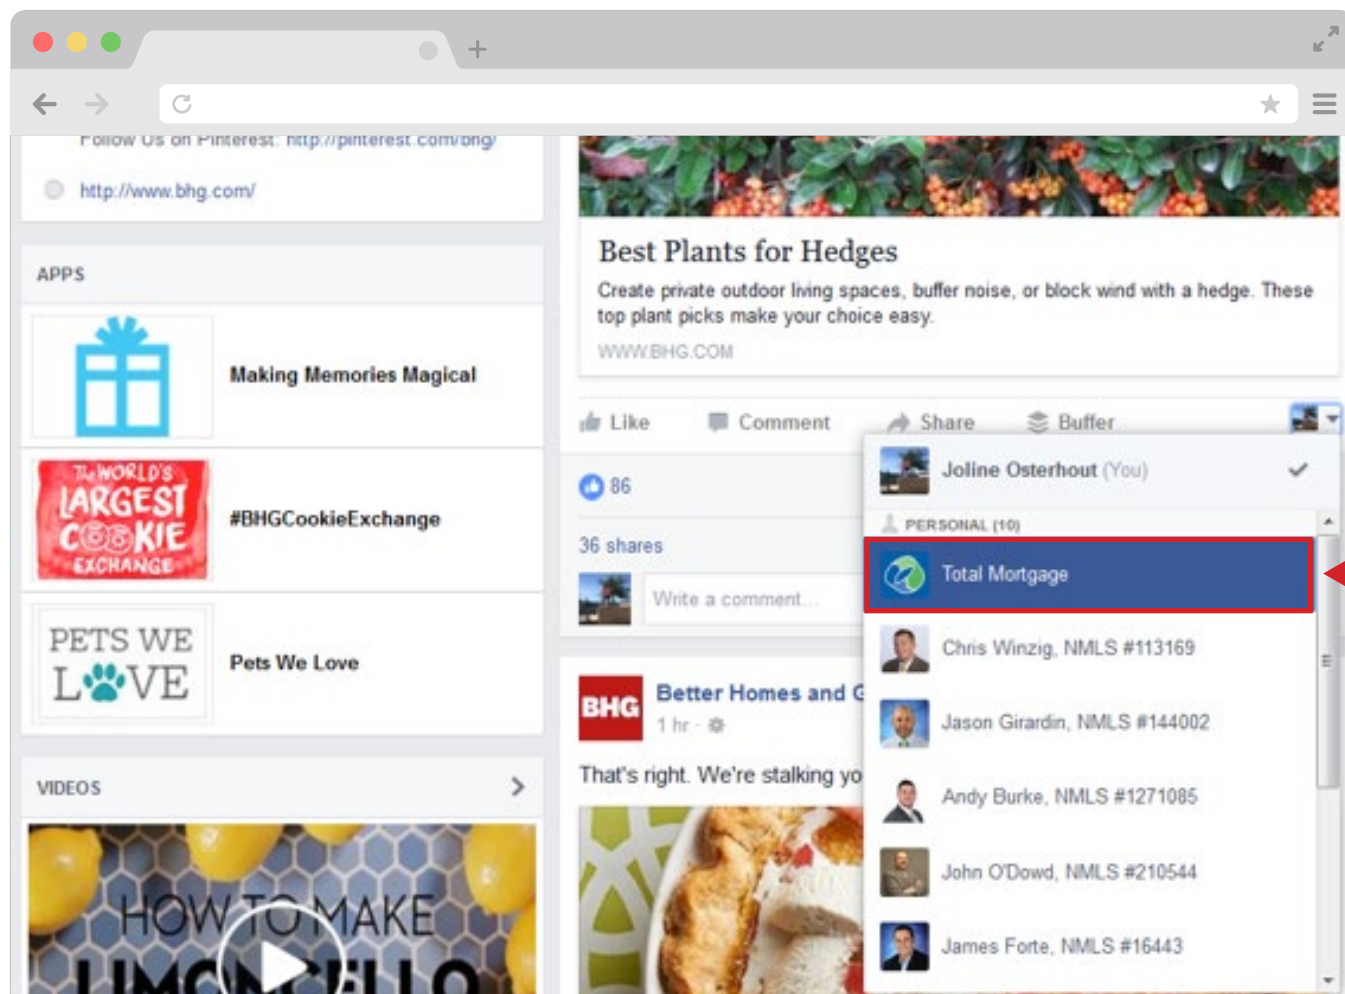 Follow Us on Pinterest: http://pinterest.com/bhg/
http://www.bhg.com/
APPS
Making Memories Magical
The WORLD'S
LARGEST
COOKIE
EXCHANGE
#BHGCookieExchange
PETS WE
LOVE
Pets We Love
VIDEOS
HOW TO MAKE
LIMONCELLO
Best Plants for Hedges
Create private outdoor living spaces, buffer noise, or block wind with a hedge. These
top plant picks make your choice easy.
WWW.BHG.COM
Like Comment Share Buffer
86
36 shares
Write a comment...
BHG
Better Homes and G
1 hr ·
That's right. We're stalking yo
Joline Osterhout (You)
PERSONAL (10)
Total Mortgage
Chris Winzig, NMLS #113169
Jason Girardin, NMLS #144002
Andy Burke, NMLS #1271085
John O'Dowd, NMLS #210544
James Forte, NMLS #16443